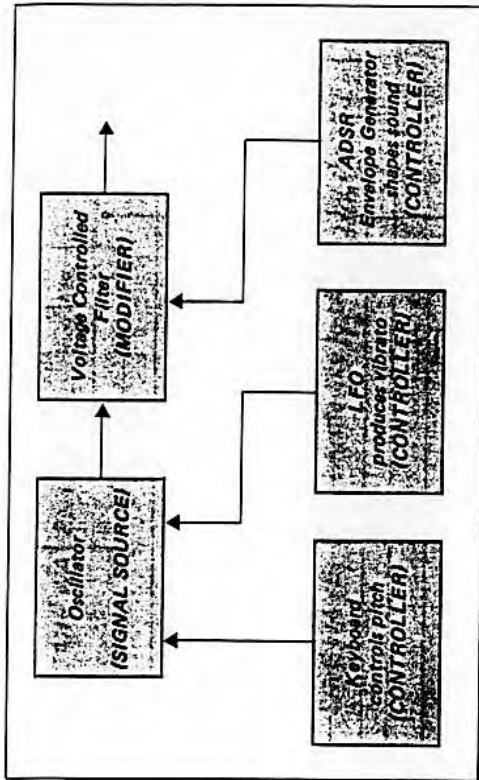 Oscillator
(SIGNAL SOURCE)
Voltage Controlled
Filter
(MODIFIER)
Keyboard
controls pitch
(CONTROLLER)
LFO
produces vibrato
(CONTROLLER)
ADSR
Envelope Generator
shapes sound
(CONTROLLER)